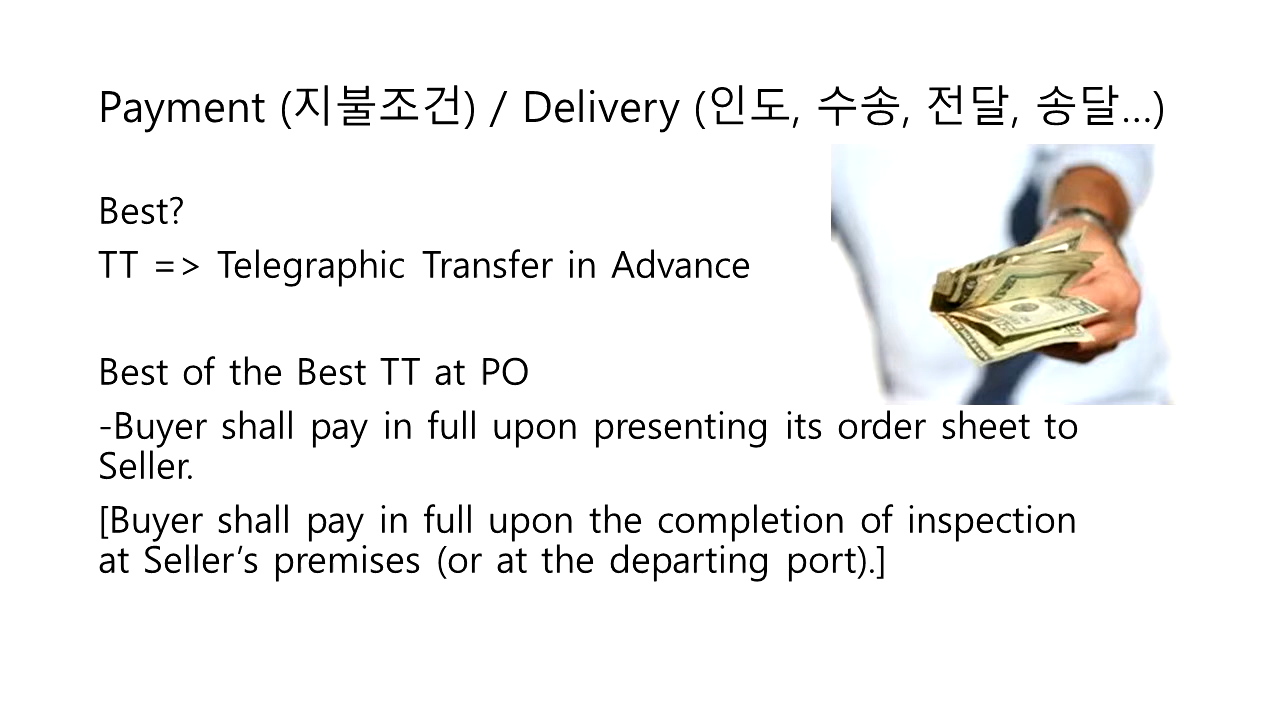 Payment (지불조건) / Delivery (인도, 수송, 전달, 송달...)
Best?
TT => Telegraphic Transfer in Advance
Best of the Best TT at PO
-Buyer shall pay in full upon presenting its order sheet to
Seller.
[Buyer shall pay in full upon the completion of inspection
at Seller’s premises (or at the departing port).]